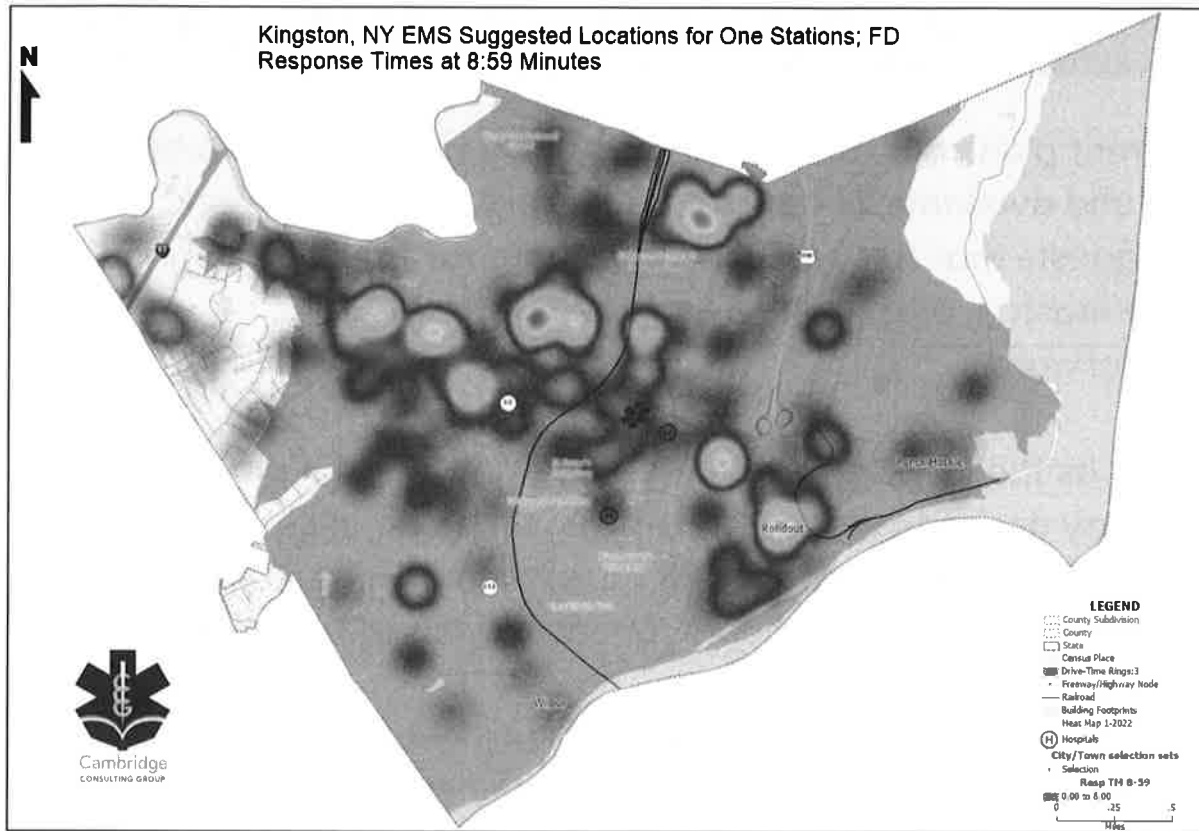 Kingston, NY EMS Suggested Locations for One Stations; FD
Response Times at 8:59 Minutes
N
H
H
Rondout
Cambridge
CONSULTING GROUP
LEGEND
County Subdivision
County
State
Census Place
Drive-Time Rings:3
Freeway/Highway Node
Railroad
Building Footprints
Heat Map 1-2022
H Hospitals
City/Town selection sets
Selection
Resp TM 8-59
0.00 to 8.00
0 .25 .5
Miles